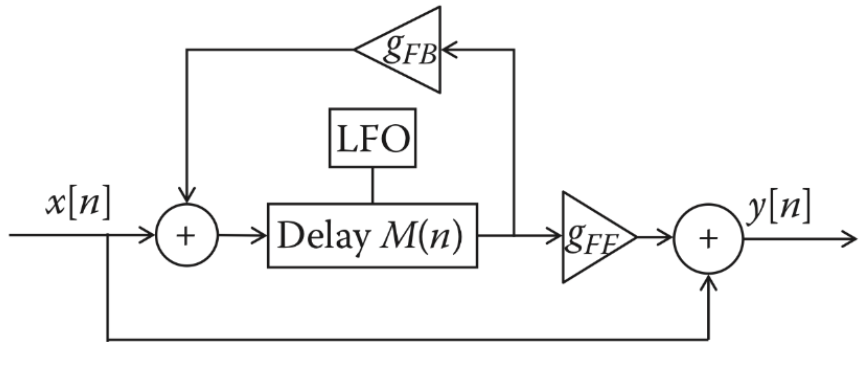 g_FB
LFO
x[n]
y[n]
+
Delay M(n)
g_FF
+